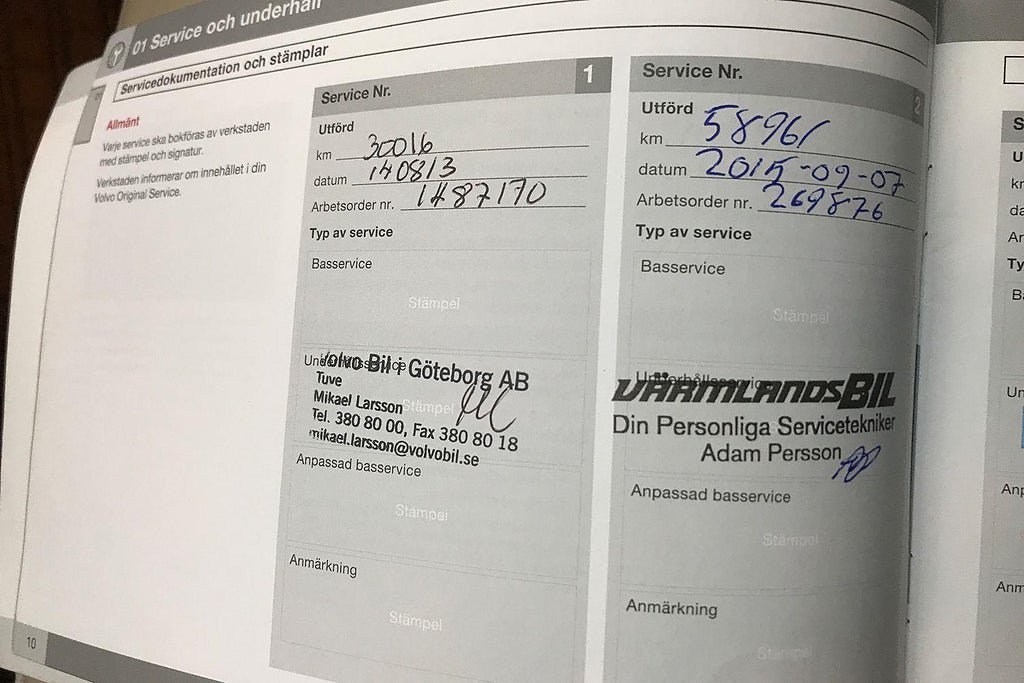 01 Service och underhåll
Servicedokumentation och stämplar
Allmänt
Varje service ska bokföras av verkstaden
med stämpel och signatur.
Verkstaden informerar om innehållet i din
Volvo Original Service.
10
Service Nr. 1
Utförd
km 30016
datum 140813
Arbetsorder nr. 1487170
Typ av service
Basservice
Stämpel
Underhållsservice
Volvo Bil i Göteborg AB
Tuve
Mikael Larsson
Stämpel
Tel. 380 80 00, Fax 380 80 18
mikael.larsson@volvobil.se
Anpassad basservice
Stämpel
Anmärkning
Stämpel
Service Nr. 2
Utförd
km 58961
datum 2015-09-07
Arbetsorder nr. 269876
Typ av service
Basservice
Stämpel
Underhållsservice
VÄRMLANDSBIL
Din Personliga Servicetekniker
Adam Persson
Anpassad basservice
Stämpel
Anmärkning
Stämpel